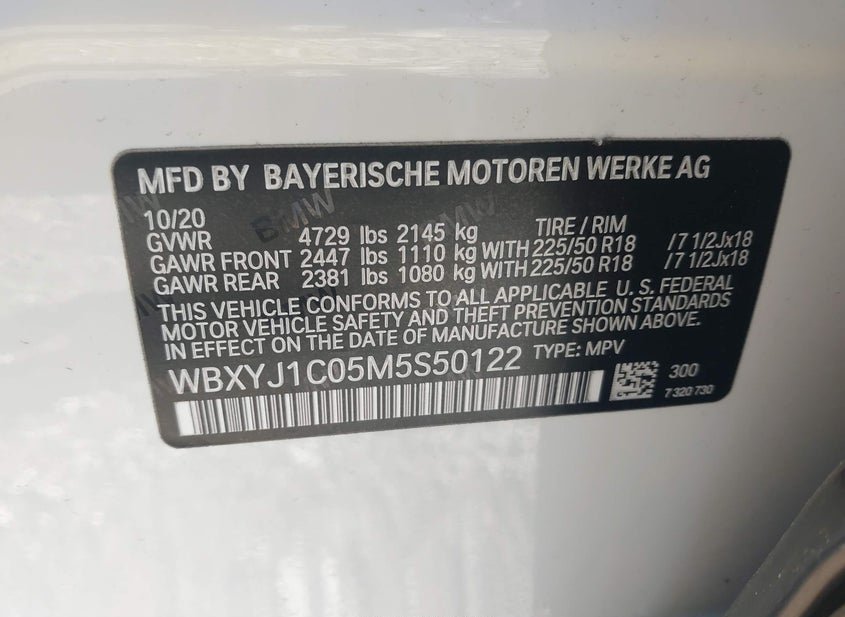 MFD BY BAYERISCHE MOTOREN WERKE AG
10/20 TIRE / RIM
GVWR 4729 lbs 2145 kg
GAWR FRONT 2447 lbs 1110 kg WITH 225/50 R18 /7 1/2Jx18
GAWR REAR 2381 lbs 1080 kg WITH 225/50 R18 /7 1/2Jx18
THIS VEHICLE CONFORMS TO ALL APPLICABLE U. S. FEDERAL
MOTOR VEHICLE SAFETY AND THEFT PREVENTION STANDARDS
IN EFFECT ON THE DATE OF MANUFACTURE SHOWN ABOVE.
WBXYJ1C05M5S50122 TYPE: MPV
300
7 320 730
BMW
BMW
BMW